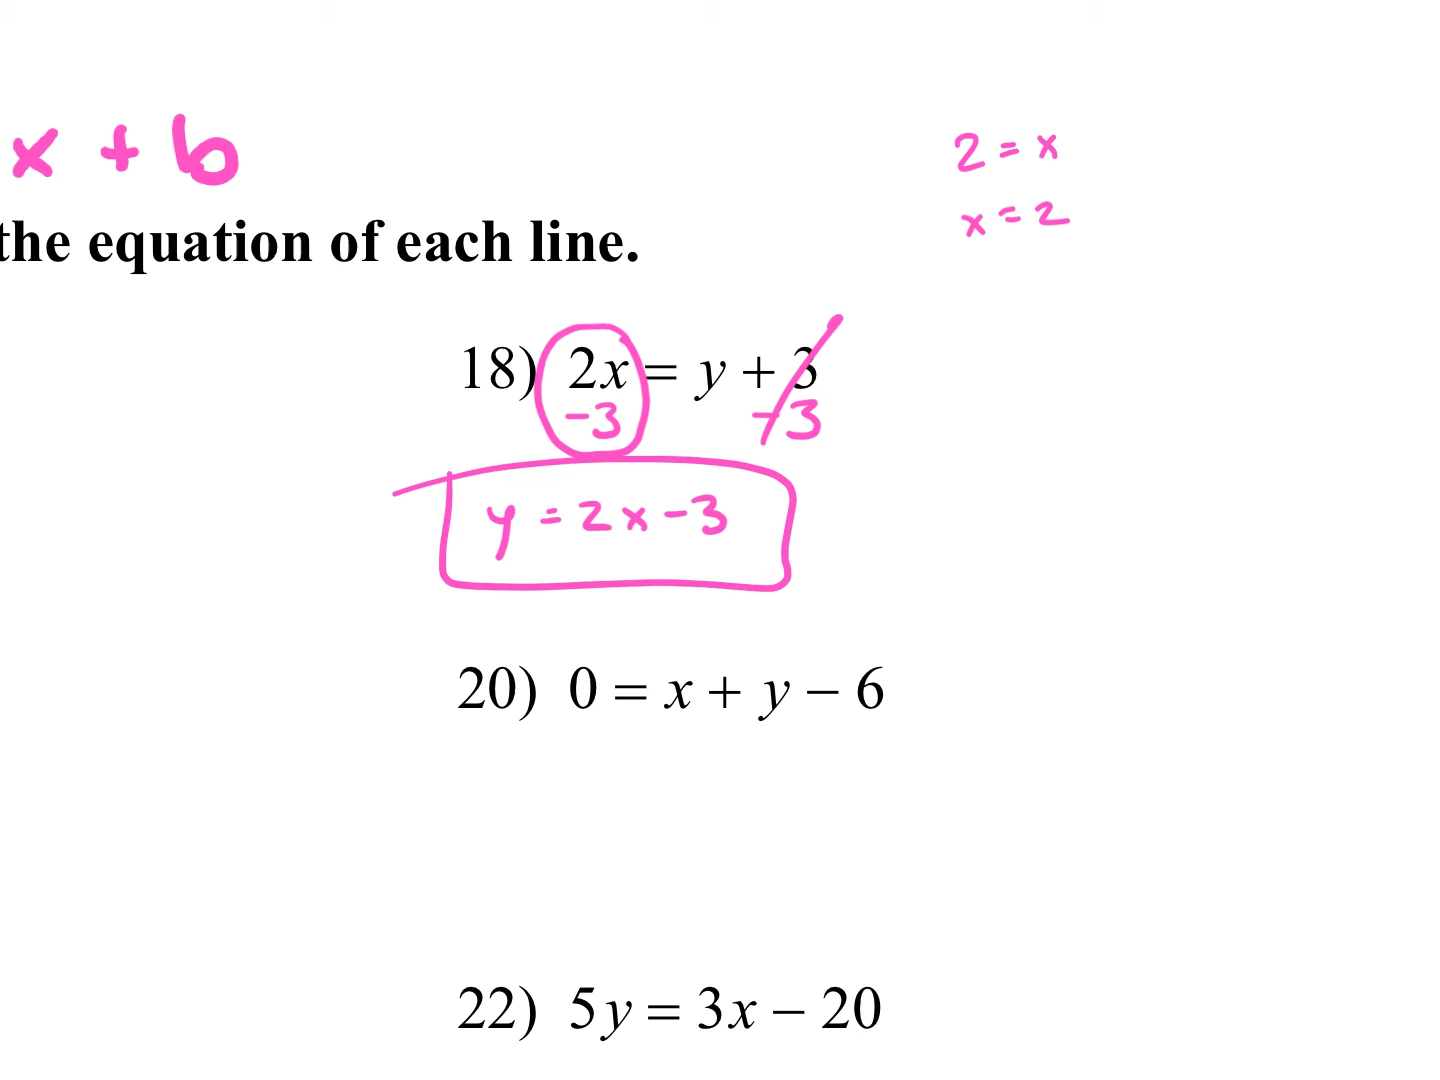 x + b
2 = x
x = 2
the equation of each line.
18) 2x = y + 3
-3 -3
y = 2x - 3
20) 0 = x + y − 6
22) 5y = 3x − 20